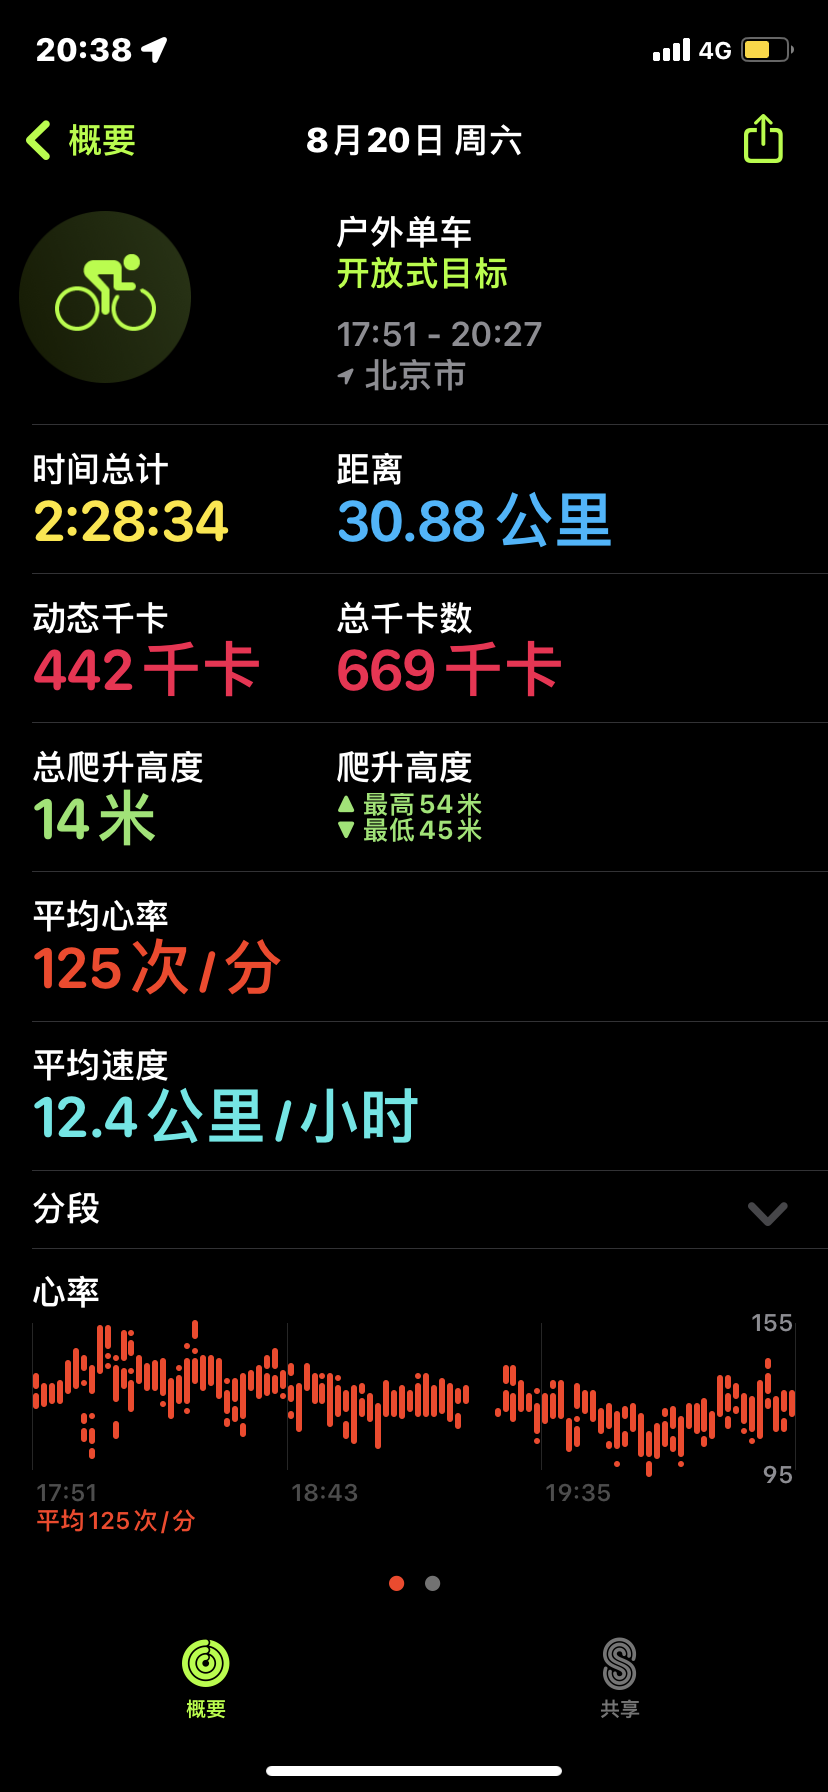 20:38
4G
概要
8月20日 周六
户外单车
开放式目标
17:51 - 20:27
北京市
时间总计
2:28:34
距离
30.88公里
动态千卡
442千卡
总千卡数
669千卡
总爬升高度
14米
爬升高度
最高54米
最低45米
平均心率
125次/分
平均速度
12.4公里/小时
分段
心率
155
95
17:51
18:43
19:35
平均125次/分
概要
共享